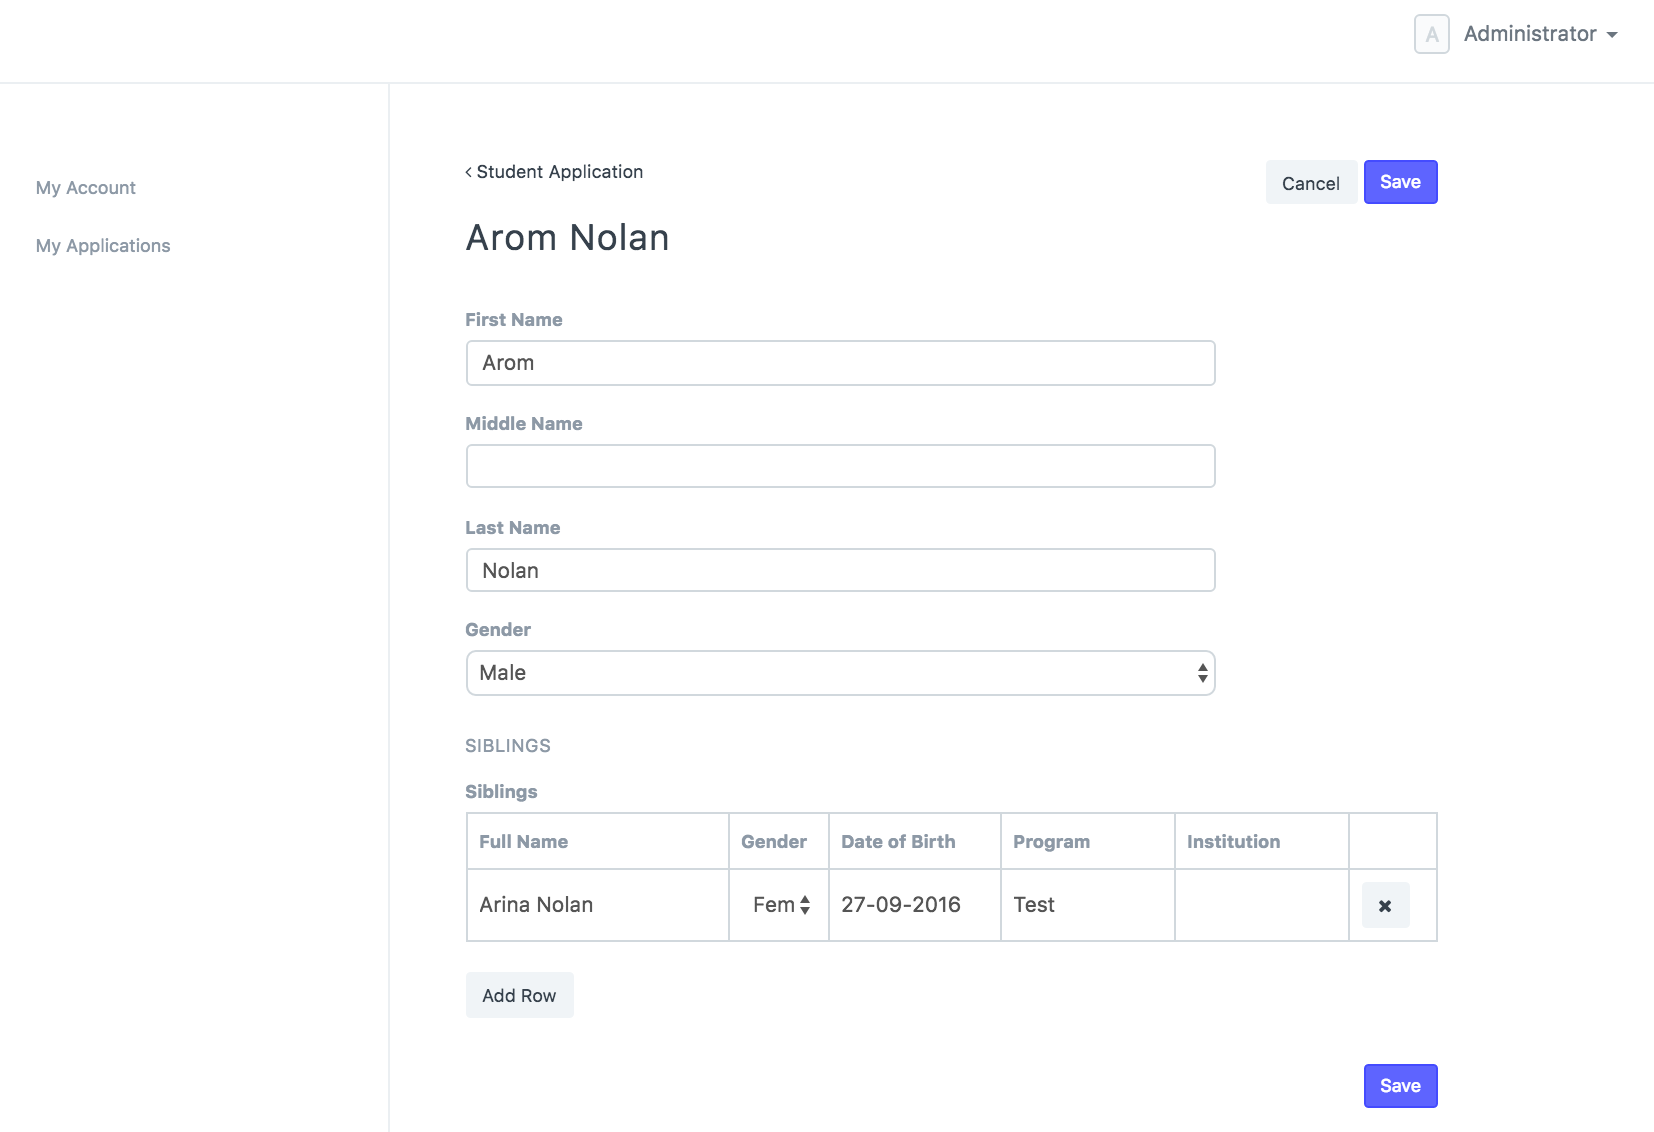 A Administrator
My Account
My Applications
‹ Student Application
Cancel Save
Arom Nolan
First Name
Arom
Middle Name
Last Name
Nolan
Gender
Male
SIBLINGS
Siblings
Full Name Gender Date of Birth Program Institution
Arina Nolan Fem 27-09-2016 Test
Add Row
Save